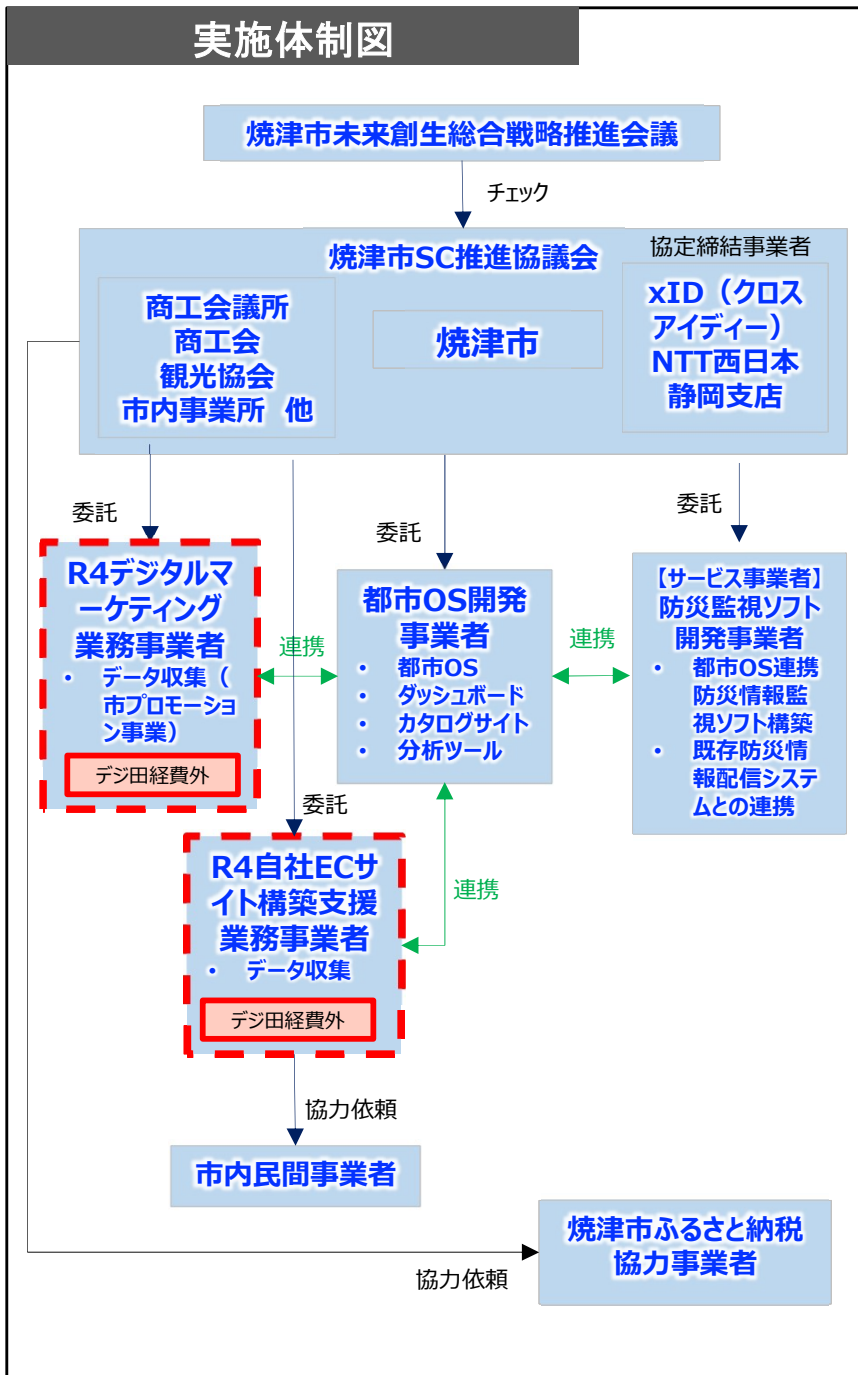 実施体制図
焼津市未来創生総合戦略推進会議
チェック
焼津市SC推進協議会
協定締結事業者
商工会議所
商工会
観光協会
市内事業所 他
焼津市
xID（クロス
アイディー）
NTT西日本
静岡支店
委託
委託
委託
R4デジタルマ
ーケティング
業務事業者
・ データ収集（
市プロモーショ
ン事業）
デジ田経費外
連携
都市OS開発
事業者
・ 都市OS
・ ダッシュボード
・ カタログサイト
・ 分析ツール
連携
【サービス事業者】
防災監視ソフト
開発事業者
・ 都市OS連携
防災情報監
視ソフト構築
・ 既存防災情
報配信システ
ムとの連携
委託
R4自社ECサ
イト構築支援
業務事業者
・ データ収集
デジ田経費外
連携
協力依頼
市内民間事業者
焼津市ふるさと納税
協力事業者
協力依頼